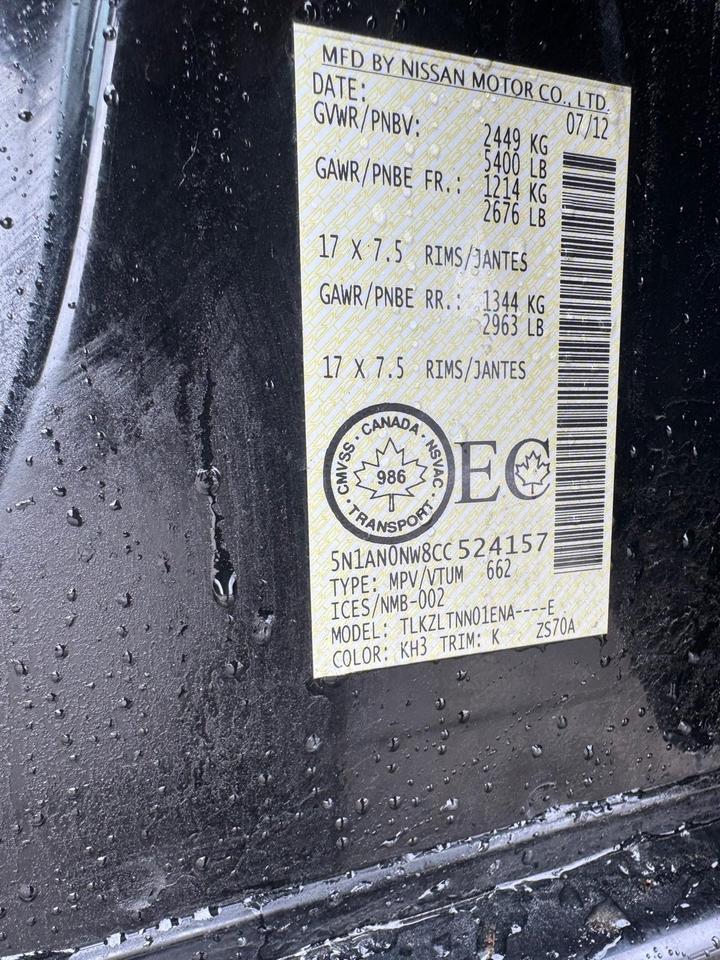 MFD BY NISSAN MOTOR CO., LTD.
DATE: 07/12
GVWR/PNBV: 2449 KG
5400 LB
GAWR/PNBE FR.: 1214 KG
2676 LB
17 X 7.5 RIMS/JANTES
GAWR/PNBE RR.: 1344 KG
2963 LB
17 X 7.5 RIMS/JANTES
CMVSS · CANADA · NSVAC · TRANSPORT ·
986
EC
5N1AN0NW8CC524157
TYPE: MPV/VTUM 662
ICES/NMB-002
MODEL: TLKZLTNN01ENA----E
COLOR: KH3 TRIM: K ZS70A